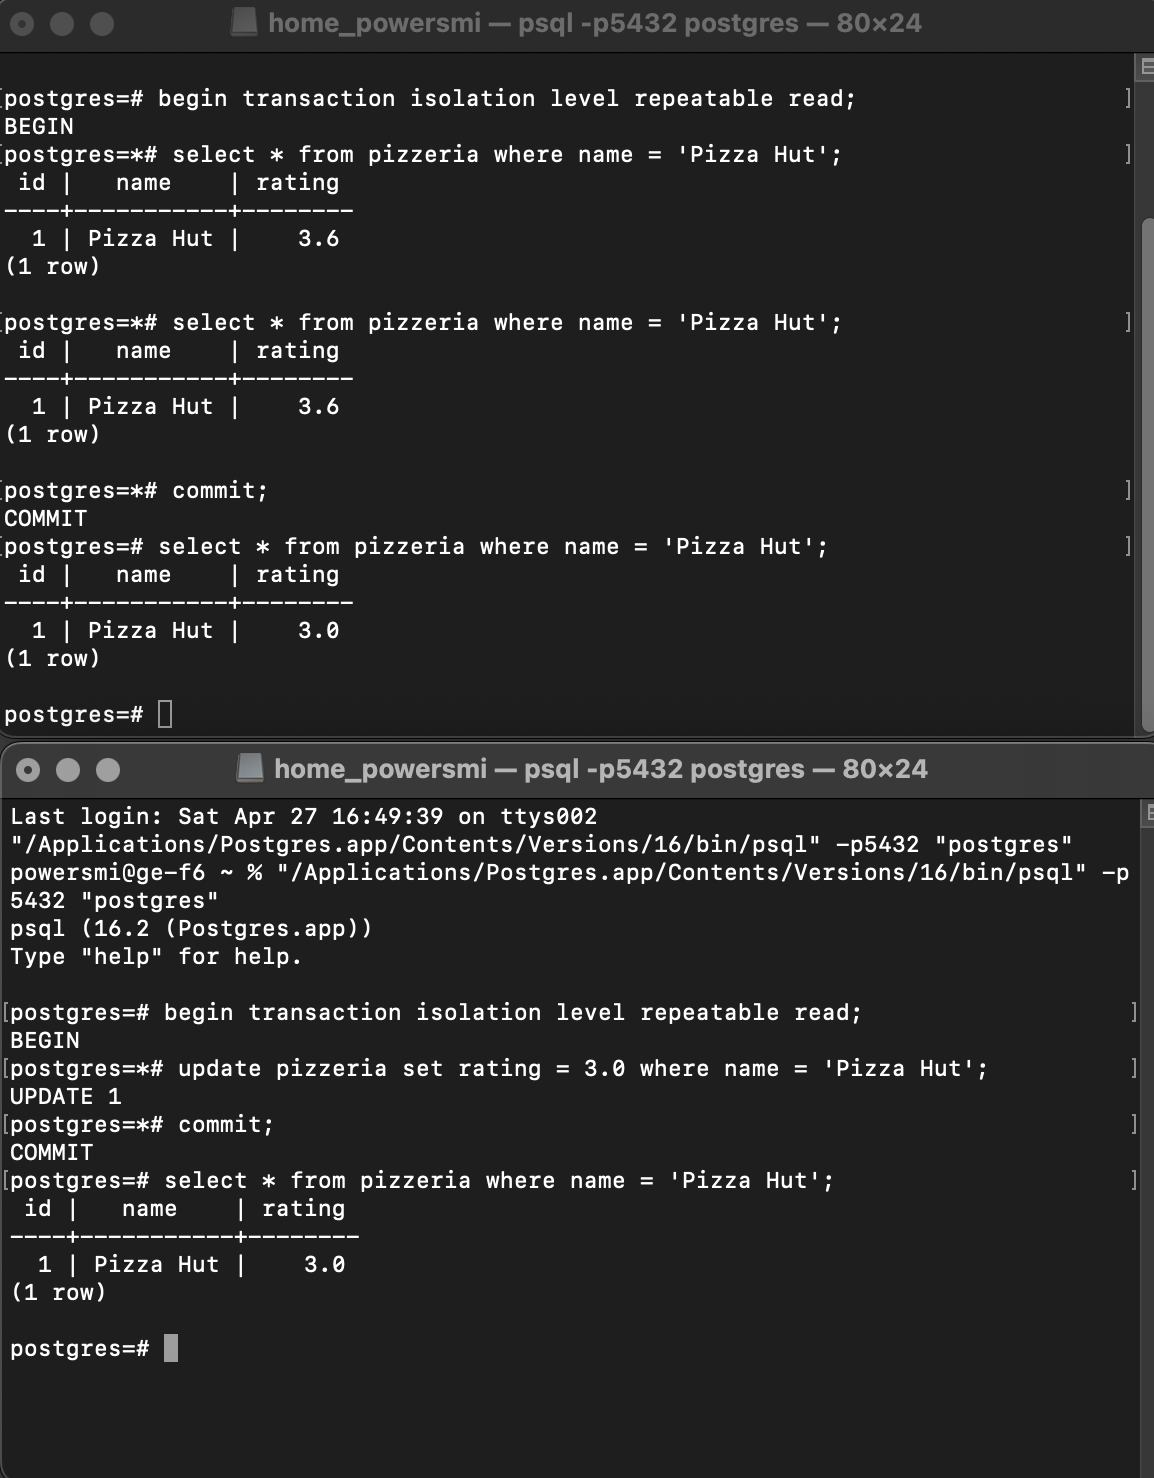 home_powersmi — psql -p5432 postgres — 80×24
[postgres=# begin transaction isolation level repeatable read; ]
BEGIN
[postgres=*# select * from pizzeria where name = 'Pizza Hut'; ]
 id |   name    | rating
----+-----------+--------
  1 | Pizza Hut |    3.6
(1 row)
[postgres=*# select * from pizzeria where name = 'Pizza Hut'; ]
 id |   name    | rating
----+-----------+--------
  1 | Pizza Hut |    3.6
(1 row)
[postgres=*# commit; ]
COMMIT
[postgres=# select * from pizzeria where name = 'Pizza Hut'; ]
 id |   name    | rating
----+-----------+--------
  1 | Pizza Hut |    3.0
(1 row)
postgres=#
home_powersmi — psql -p5432 postgres — 80×24
Last login: Sat Apr 27 16:49:39 on ttys002
"/Applications/Postgres.app/Contents/Versions/16/bin/psql" -p5432 "postgres"
powersmi@ge-f6 ~ % "/Applications/Postgres.app/Contents/Versions/16/bin/psql" -p
5432 "postgres"
psql (16.2 (Postgres.app))
Type "help" for help.
[postgres=# begin transaction isolation level repeatable read; ]
BEGIN
[postgres=*# update pizzeria set rating = 3.0 where name = 'Pizza Hut'; ]
UPDATE 1
[postgres=*# commit; ]
COMMIT
[postgres=# select * from pizzeria where name = 'Pizza Hut'; ]
 id |   name    | rating
----+-----------+--------
  1 | Pizza Hut |    3.0
(1 row)
postgres=#